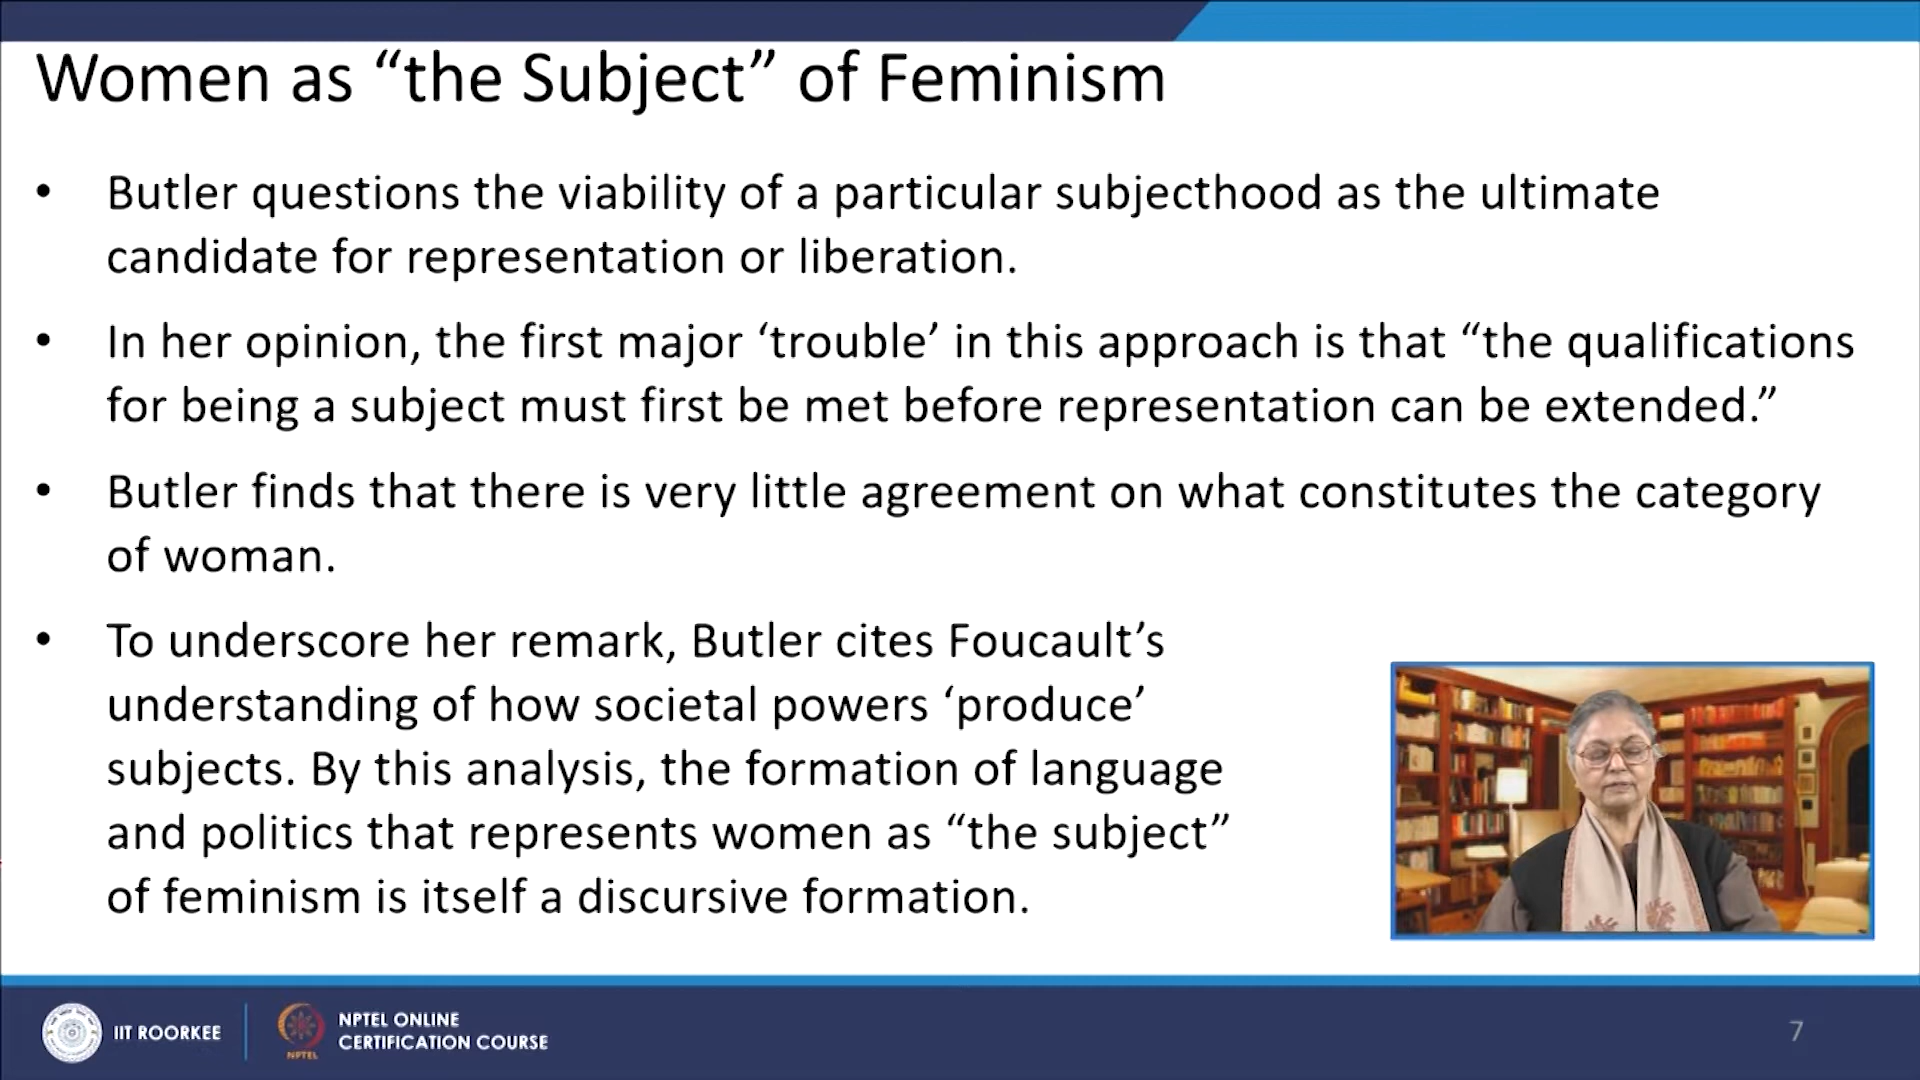 Women as “the Subject” of Feminism
• Butler questions the viability of a particular subjecthood as the ultimate
candidate for representation or liberation.
• In her opinion, the first major ‘trouble’ in this approach is that “the qualifications
for being a subject must first be met before representation can be extended.”
• Butler finds that there is very little agreement on what constitutes the category
of woman.
• To underscore her remark, Butler cites Foucault’s
understanding of how societal powers ‘produce’
subjects. By this analysis, the formation of language
and politics that represents women as “the subject”
of feminism is itself a discursive formation.
IIT ROORKEE
NPTEL
NPTEL ONLINE
CERTIFICATION COURSE
7